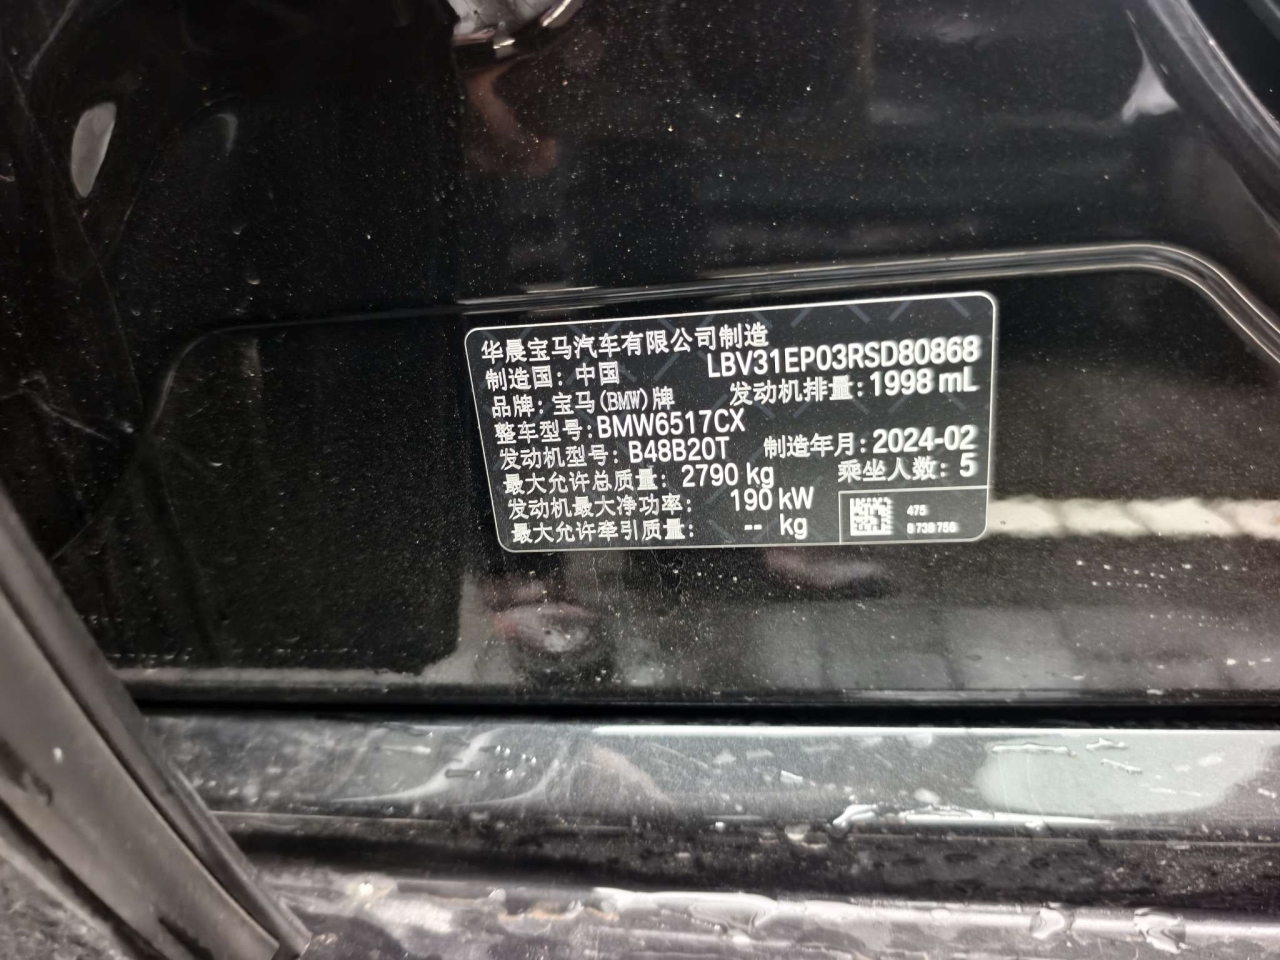 华晨宝马汽车有限公司制造
制造国：中国 LBV31EP03RSD80868
品牌：宝马(BMW)牌 发动机排量：1998 mL
整车型号：BMW6517CX
发动机型号：B48B20T 制造年月：2024-02
最大允许总质量：2790 kg 乘坐人数：5
发动机最大净功率：190 kW
最大允许牵引质量：-- kg
475
8 738 756